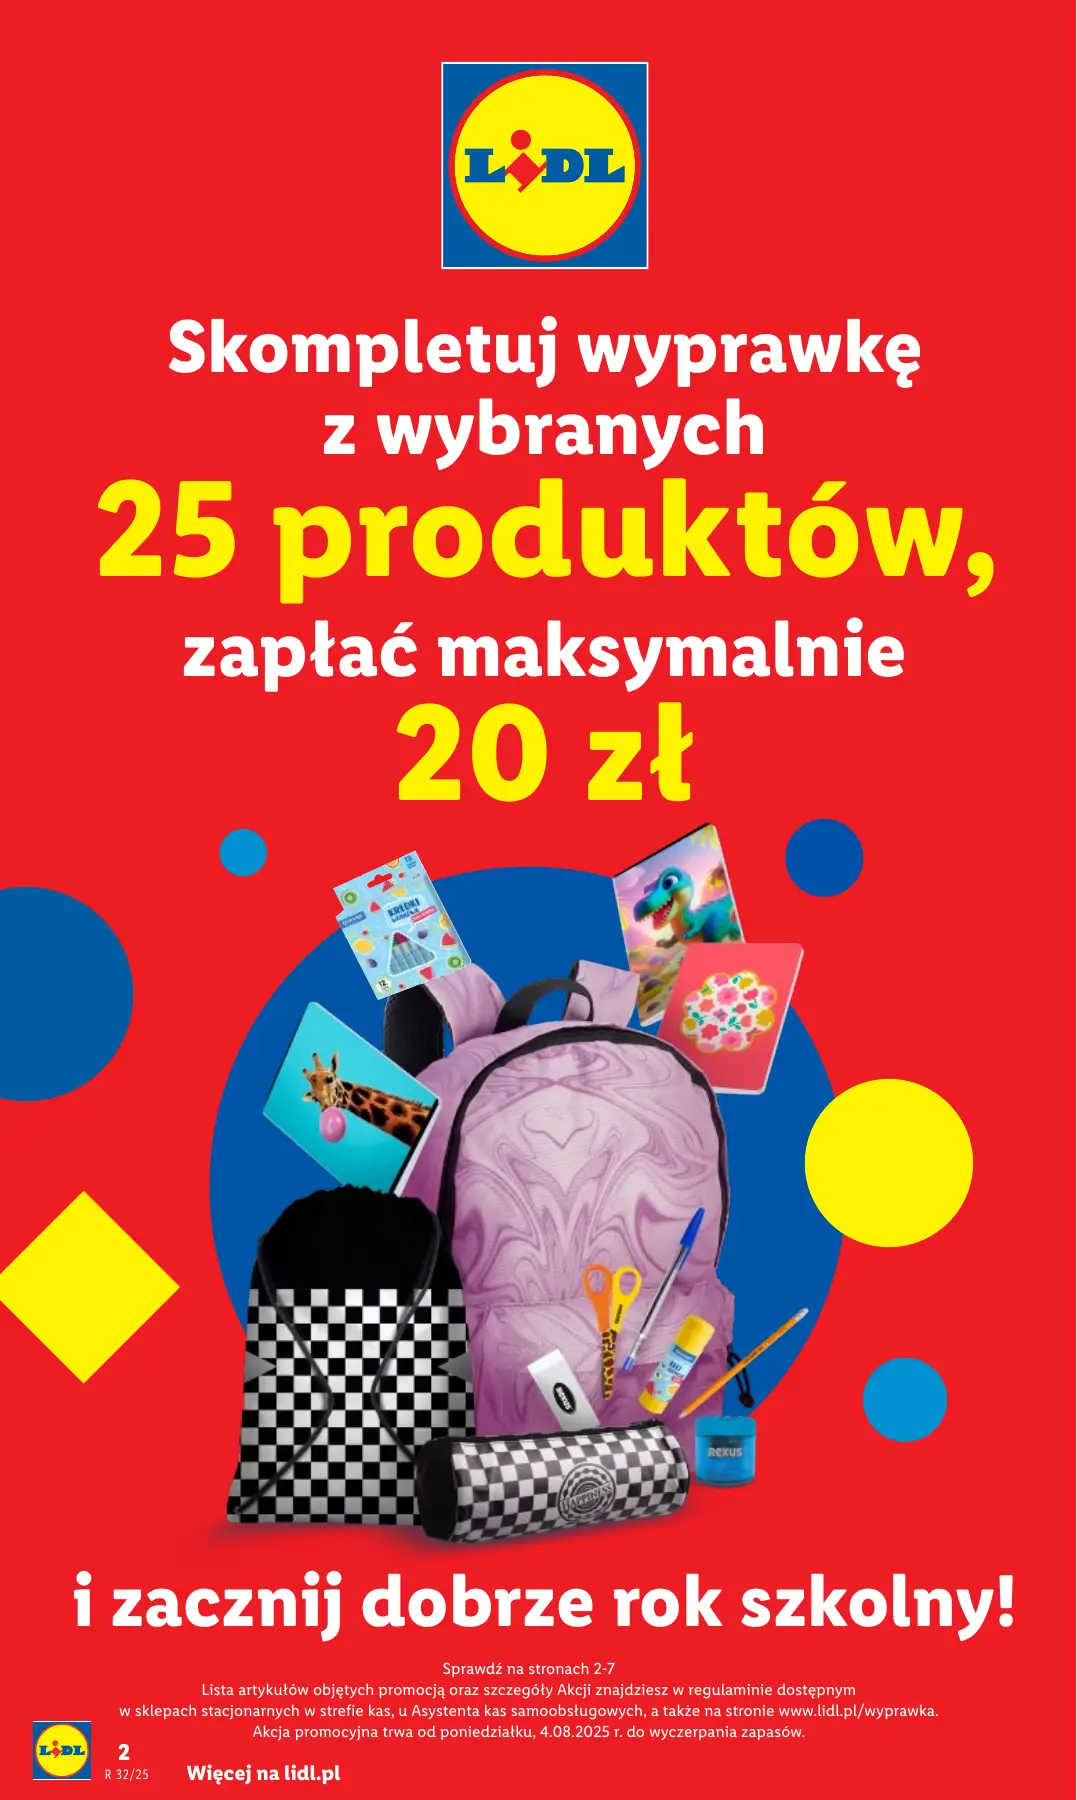 LIDL
Skompletuj wyprawkę
z wybranych
25 produktów,
zapłać maksymalnie
20 zł
KREDKI
REXUS
REXUS
HAPPINESS
i zacznij dobrze rok szkolny!
Sprawdź na stronach 2-7
Lista artykułów objętych promocją oraz szczegóły Akcji znajdziesz w regulaminie dostępnym
w sklepach stacjonarnych w strefie kas, u Asystenta kas samoobsługowych, a także na stronie www.lidl.pl/wyprawka.
Akcja promocyjna trwa od poniedziałku, 4.08.2025 r. do wyczerpania zapasów.
LIDL
2
R 32/25
Więcej na lidl.pl